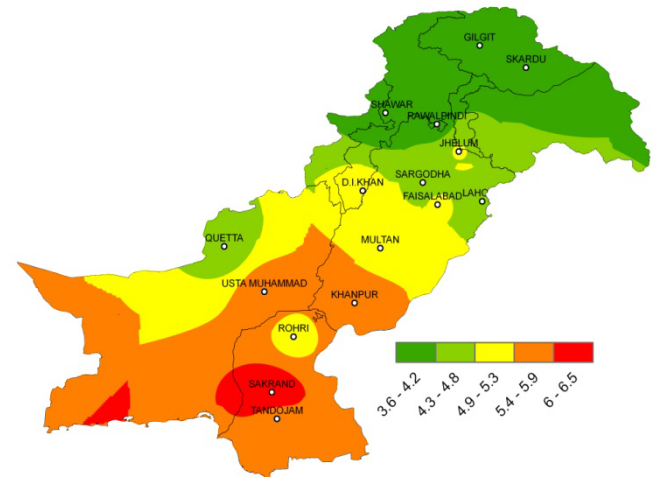 GILGIT
SKARDU
SHAWAR
RAWALPINDI
JHELUM
SARGODHA
D.I.KHAN
FAISALABAD
LAHO
QUETTA
MULTAN
USTA MUHAMMAD
KHANPUR
ROHRI
SAKRAND
TANDOJAM
3.6 - 4.2
4.3 - 4.8
4.9 - 5.3
5.4 - 5.9
6 - 6.5